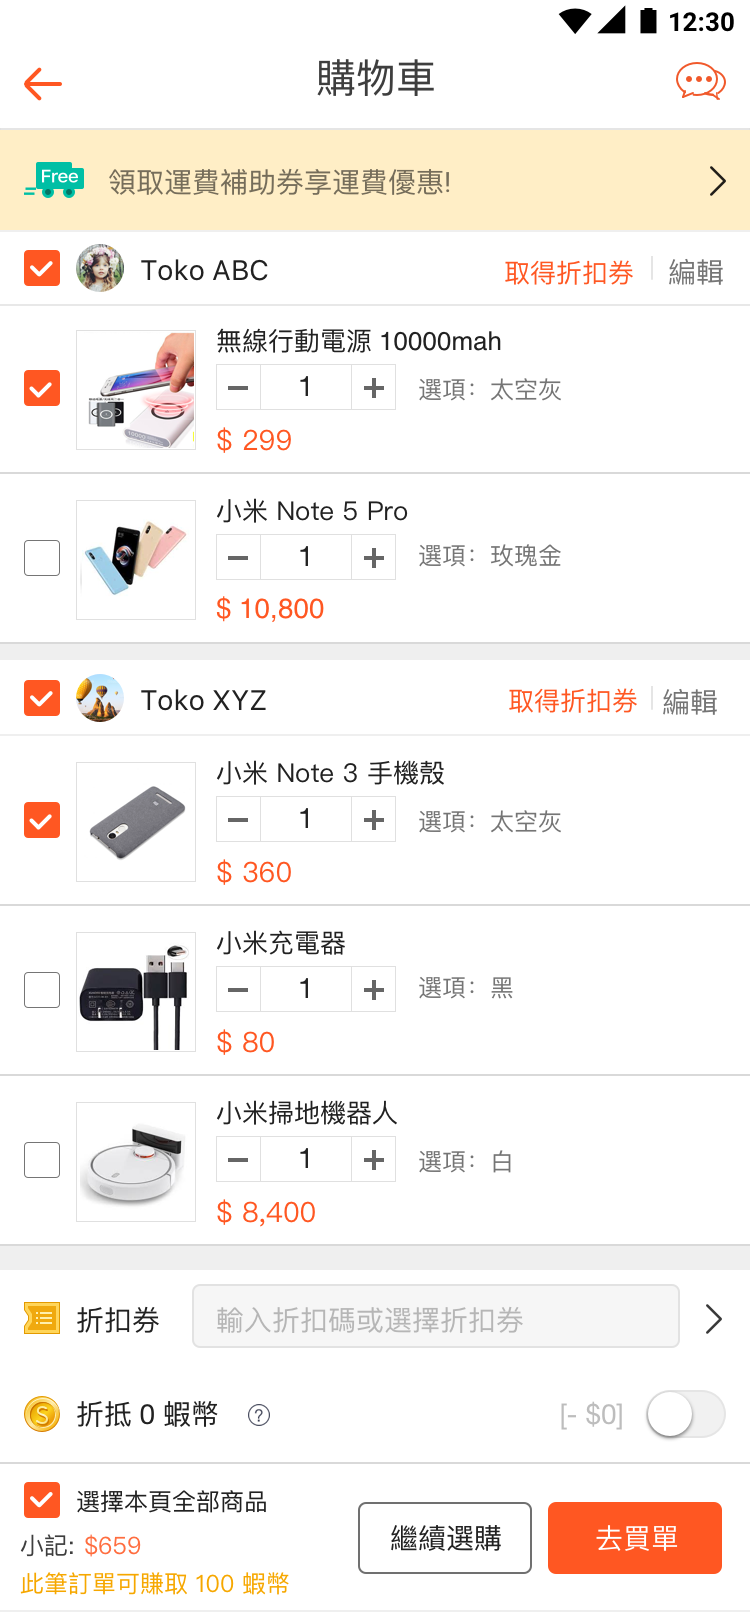 12:30
購物車
Free
領取運費補助券享運費優惠!
Toko ABC
取得折扣券
編輯
無線行動電源 10000mah
1
選項: 太空灰
$ 299
小米 Note 5 Pro
1
選項: 玫瑰金
$ 10,800
Toko XYZ
取得折扣券
編輯
小米 Note 3 手機殼
1
選項: 太空灰
$ 360
小米充電器
1
選項: 黑
$ 80
小米掃地機器人
1
選項: 白
$ 8,400
折扣券
輸入折扣碼或選擇折扣券
折抵 0 蝦幣
?
[- $0]
選擇本頁全部商品
小記: $659
此筆訂單可賺取 100 蝦幣
繼續選購
去買單